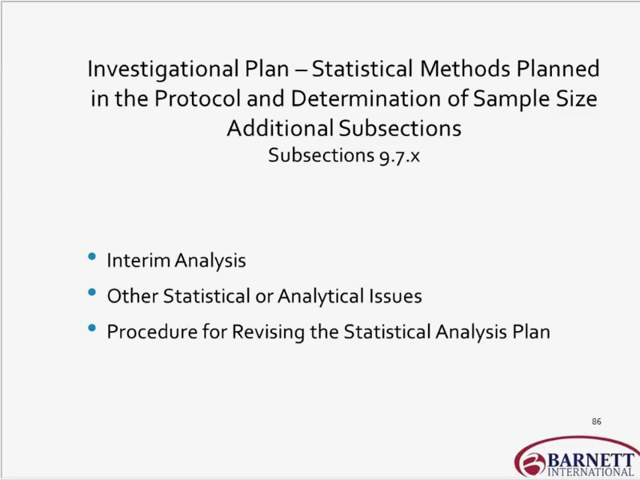 Investigational Plan – Statistical Methods Planned
in the Protocol and Determination of Sample Size
Additional Subsections
Subsections 9.7.x
• Interim Analysis
• Other Statistical or Analytical Issues
• Procedure for Revising the Statistical Analysis Plan
86
BARNETT
INTERNATIONAL